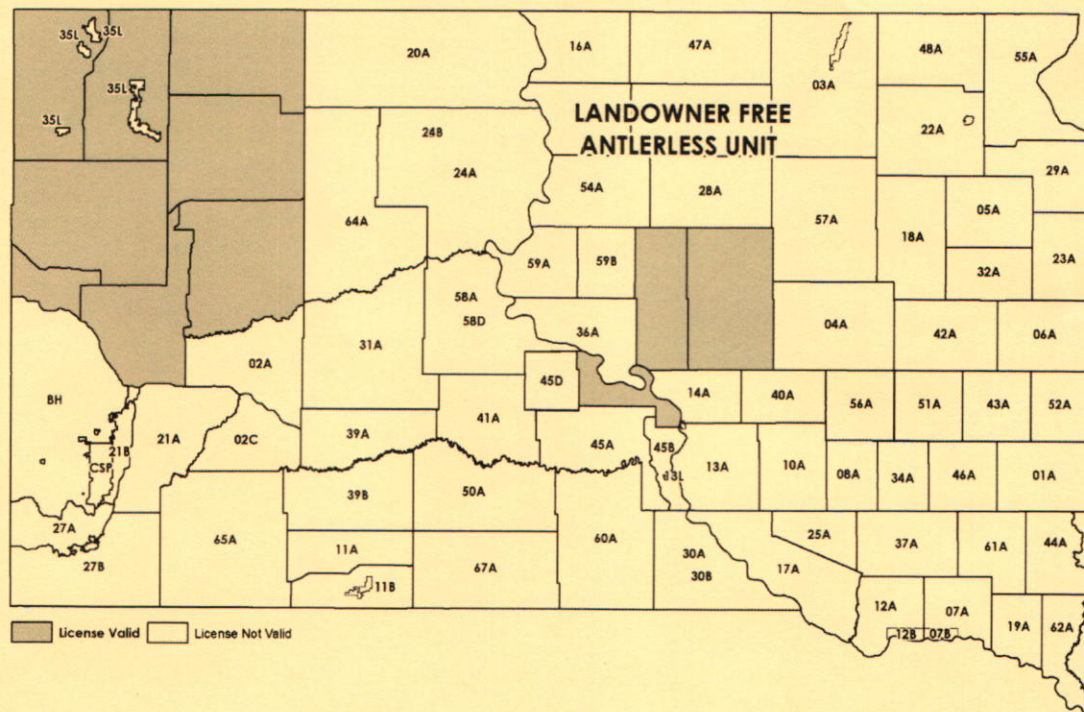 35L
35L
20A
16A
47A
48A
55A
03A
35L
35L
LANDOWNER FREE
ANTLERLESS UNIT
24B
22A
24A
29A
54A
28A
05A
64A
57A
18A
59A
59B
32A
23A
58A
58D
36A
04A
42A
06A
31A
02A
45D
BH
14A
40A
56A
51A
43A
52A
41A
21A
02C
39A
45A
45B
21B
CSP
13A
10A
08A
34A
46A
01A
13L
39B
50A
27A
65A
60A
25A
37A
61A
44A
11A
30A
27B
67A
30B
17A
11B
12A
07A
19A
62A
12B
07B
License Valid
License Not Valid